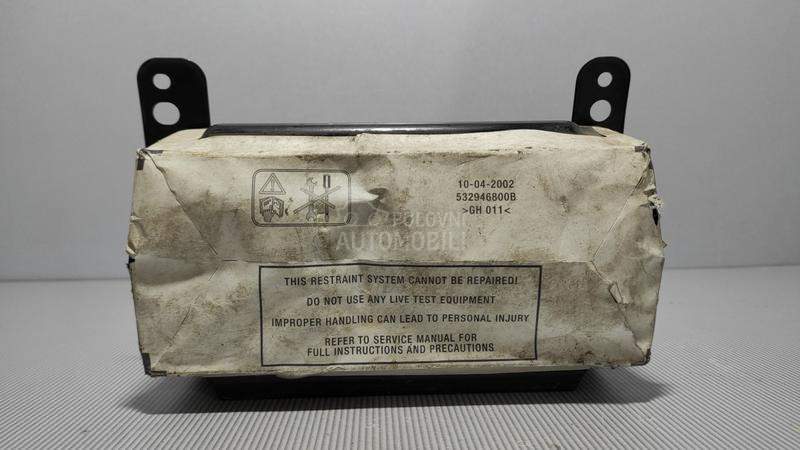 10-04-2002
532946800B
>GH 011<
POLOVNI
AUTOMOBILI
THIS RESTRAINT SYSTEM CANNOT BE REPAIRED!
DO NOT USE ANY LIVE TEST EQUIPMENT
IMPROPER HANDLING CAN LEAD TO PERSONAL INJURY
REFER TO SERVICE MANUAL FOR
FULL INSTRUCTIONS AND PRECAUTIONS